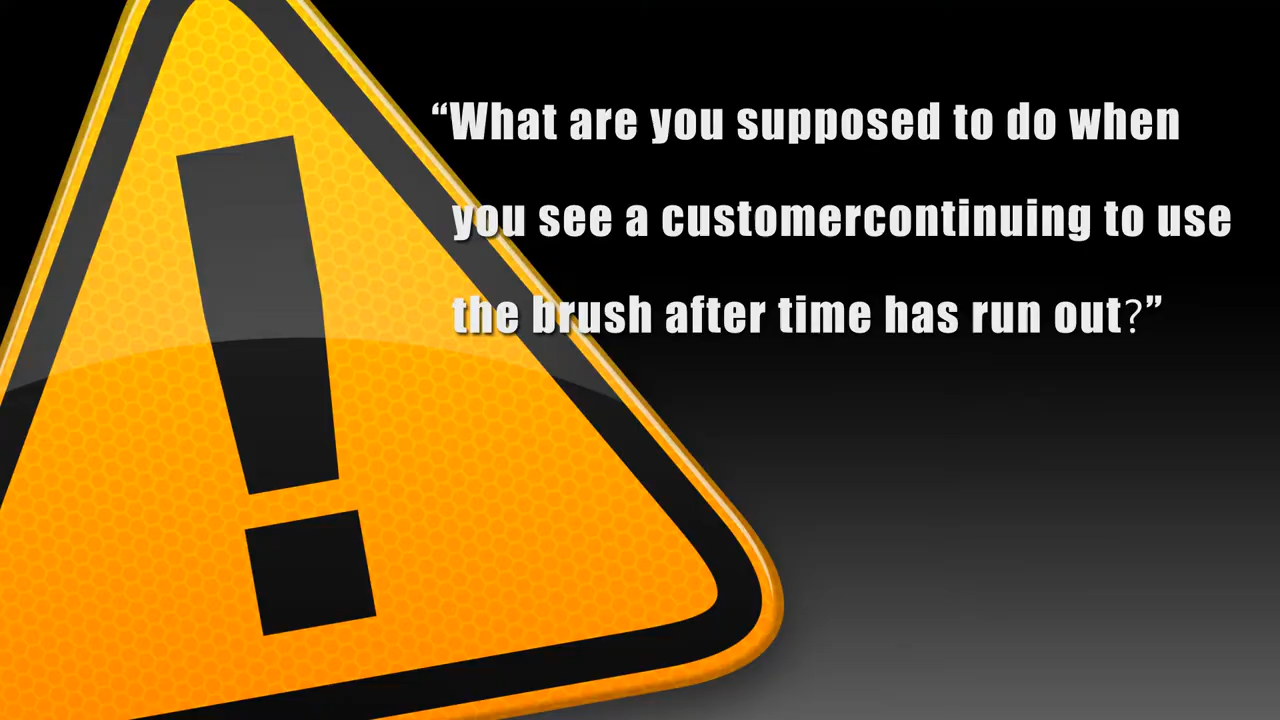 “What are you supposed to do when
you see a customercontinuing to use
the brush after time has run out?”